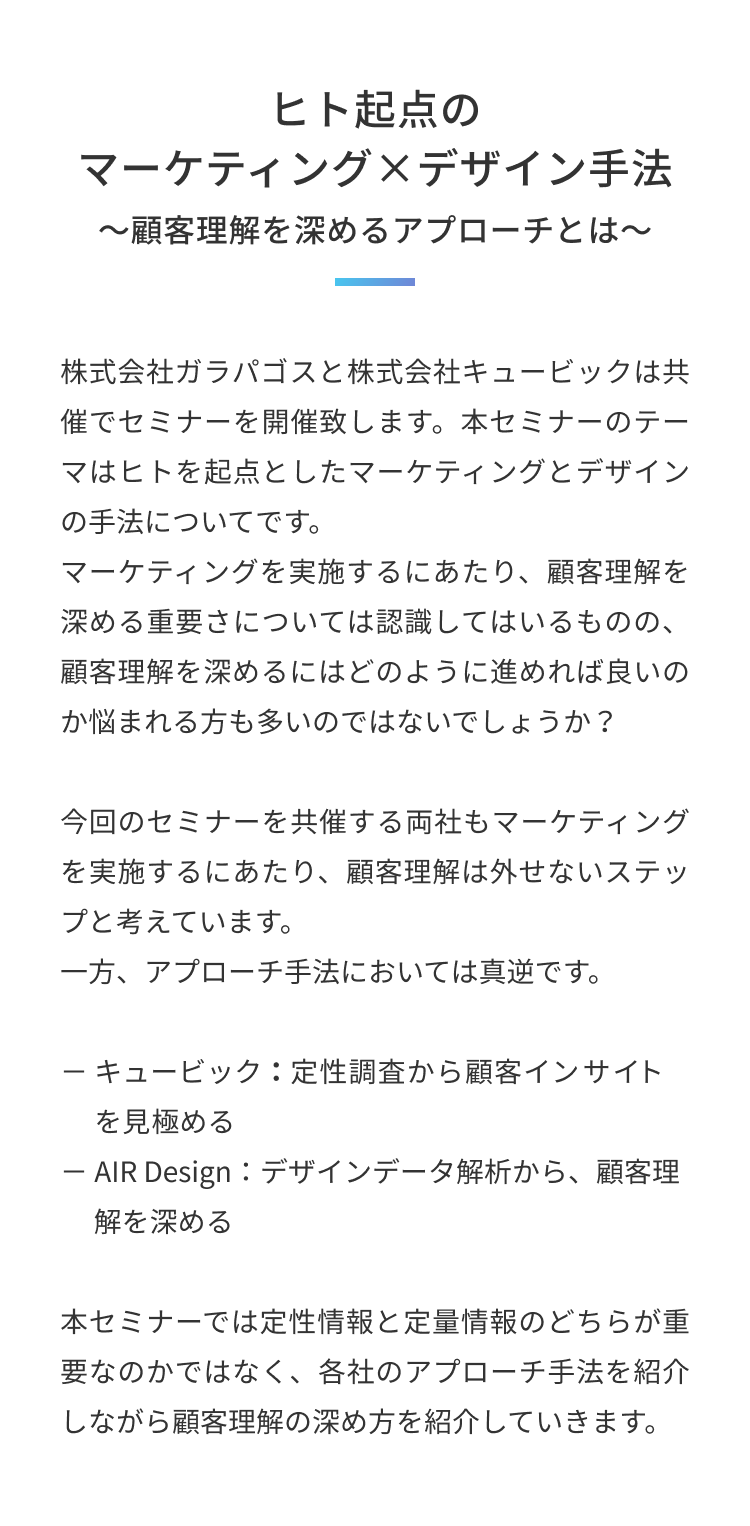 ヒト起点の
マーケティング×デザイン手法
〜顧客理解を深めるアプローチとは〜
株式会社ガラパゴスと株式会社キュービックは共
催でセミナーを開催致します。本セミナーのテー
マはヒトを起点としたマーケティングとデザイン
の手法についてです。
マーケティングを実施するにあたり、顧客理解を
深める重要さについては認識してはいるものの、
顧客理解を深めるにはどのように進めれば良いの
か悩まれる方も多いのではないでしょうか？
今回のセミナーを共催する両社もマーケティング
を実施するにあたり、顧客理解は外せないステッ
プと考えています。
一方、アプローチ手法においては真逆です。
− キュービック：定性調査から顧客インサイト
を見極める
− AIR Design：デザインデータ解析から、顧客理
解を深める
本セミナーでは定性情報と定量情報のどちらが重
要なのかではなく、各社のアプローチ手法を紹介
しながら顧客理解の深め方を紹介していきます。